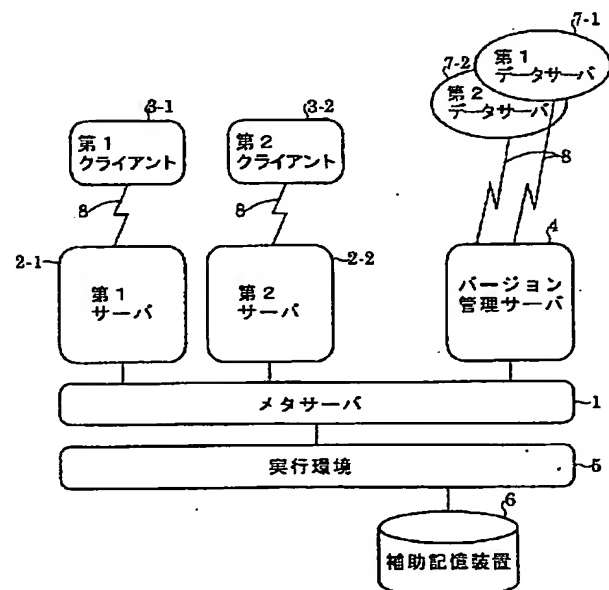 7-1
第1
データサーバ
7-2
第2
データサーバ
3-1
第1
クライアント
3-2
第2
クライアント
8
8
8
2-1
第1
サーバ
2-2
第2
サーバ
4
バージョン
管理サーバ
メタサーバ
1
実行環境
5
6
補助記憶装置